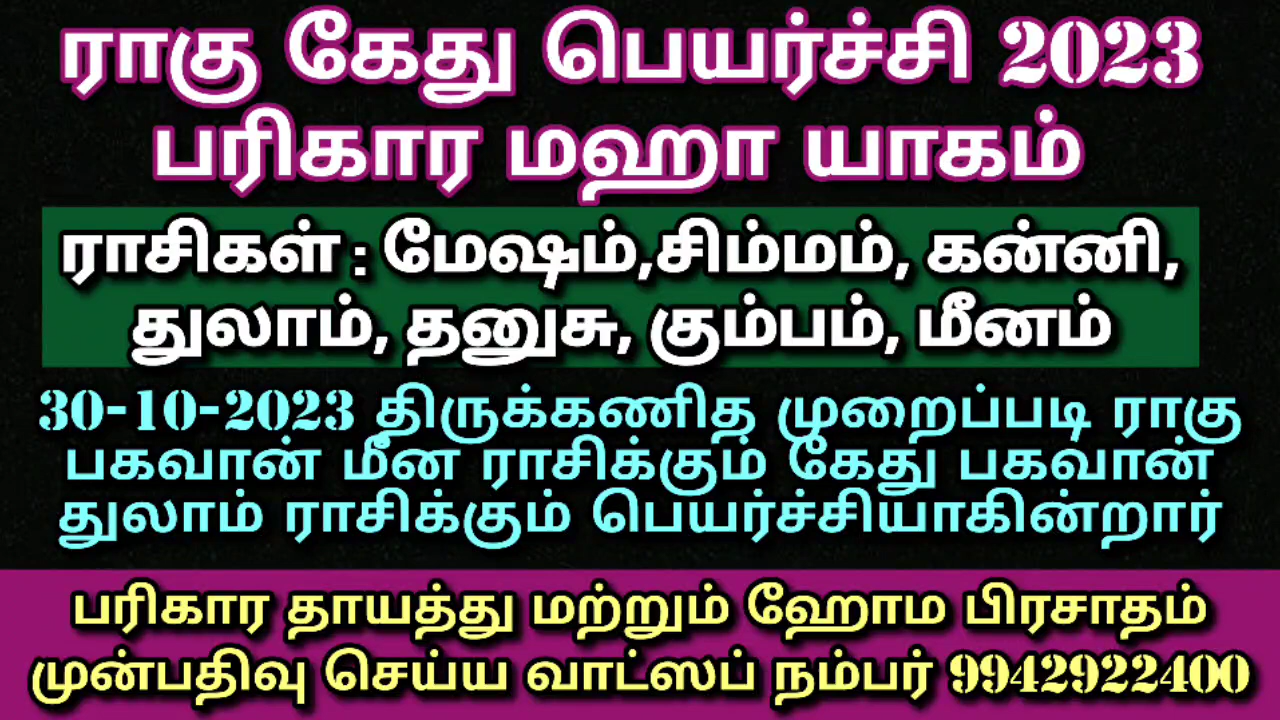 ராகு கேது பெயர்ச்சி 2023
பரிகார மஹா யாகம்
ராசிகள் : மேஷம்,சிம்மம், கன்னி,
துலாம், தனுசு, கும்பம், மீனம்
30-10-2023 திருக்கணித முறைப்படி ராகு
பகவான் மீன ராசிக்கும் கேது பகவான்
துலாம் ராசிக்கும் பெயர்ச்சியாகின்றார்
பரிகார தாயத்து மற்றும் ஹோம பிரசாதம்
முன்பதிவு செய்ய வாட்ஸப் நம்பர் 9942922400